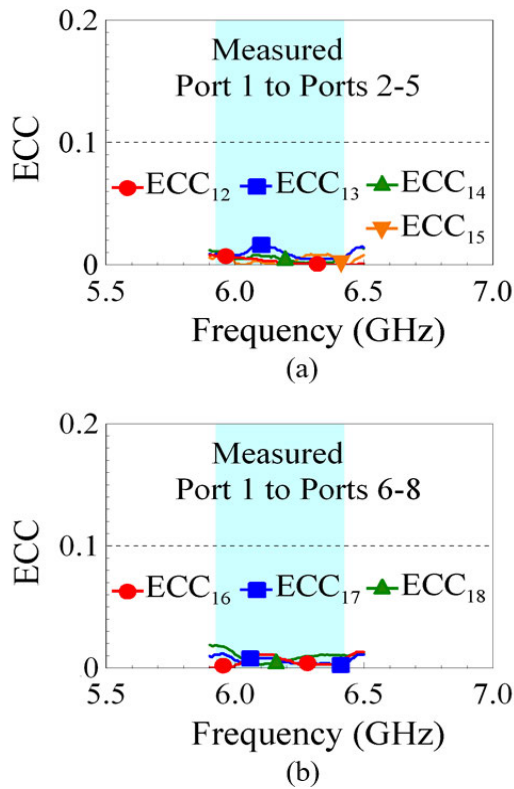 0.2
Measured
Port 1 to Ports 2-5
ECC
0.1
ECC12 ECC13 ECC14
ECC15
0
5.5 6.0 6.5 7.0
Frequency (GHz)
(a)
0.2
Measured
Port 1 to Ports 6-8
ECC
0.1
ECC16 ECC17 ECC18
0
5.5 6.0 6.5 7.0
Frequency (GHz)
(b)